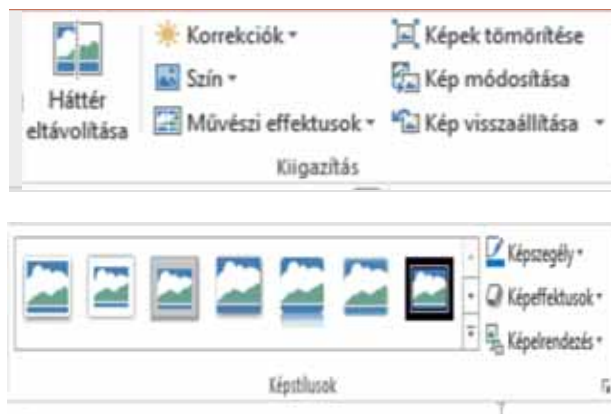 Háttér
eltávolítása
Korrekciók
Szín
Művészi effektusok
Képek tömörítése
Kép módosítása
Kép visszaállítása
Kiigazítás
Képszegély
Képeffektusok
Képelrendezés
Képstílusok